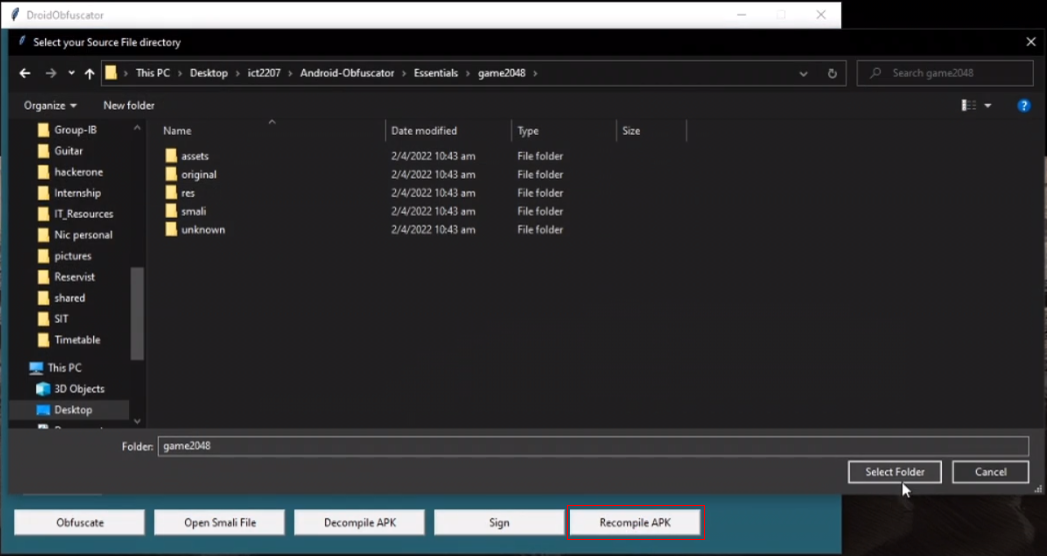 DroidObfuscator
Select your Source File directory
This PC › Desktop › ict2207 › Android-Obfuscator › Essentials › game2048 ›
Search game2048
Organize New folder
Name Date modified Type Size
Group-IB
Guitar
hackerone
Internship
IT_Resources
Nic personal
pictures
Reservist
shared
SIT
Timetable
This PC
3D Objects
Desktop
assets 2/4/2022 10:43 am File folder
original 2/4/2022 10:43 am File folder
res 2/4/2022 10:43 am File folder
smali 2/4/2022 10:43 am File folder
unknown 2/4/2022 10:43 am File folder
Folder: game2048
Select Folder Cancel
Obfuscate Open Smali File Decompile APK Sign Recompile APK